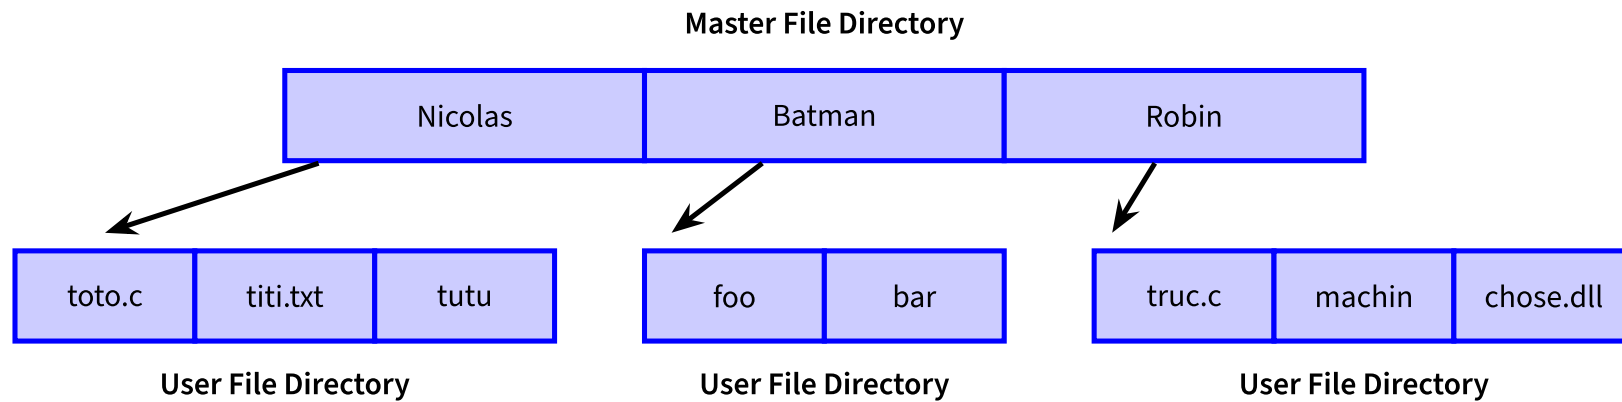 Master File Directory
Nicolas Batman Robin
toto.c titi.txt tutu foo bar truc.c machin chose.dll
User File Directory User File Directory User File Directory